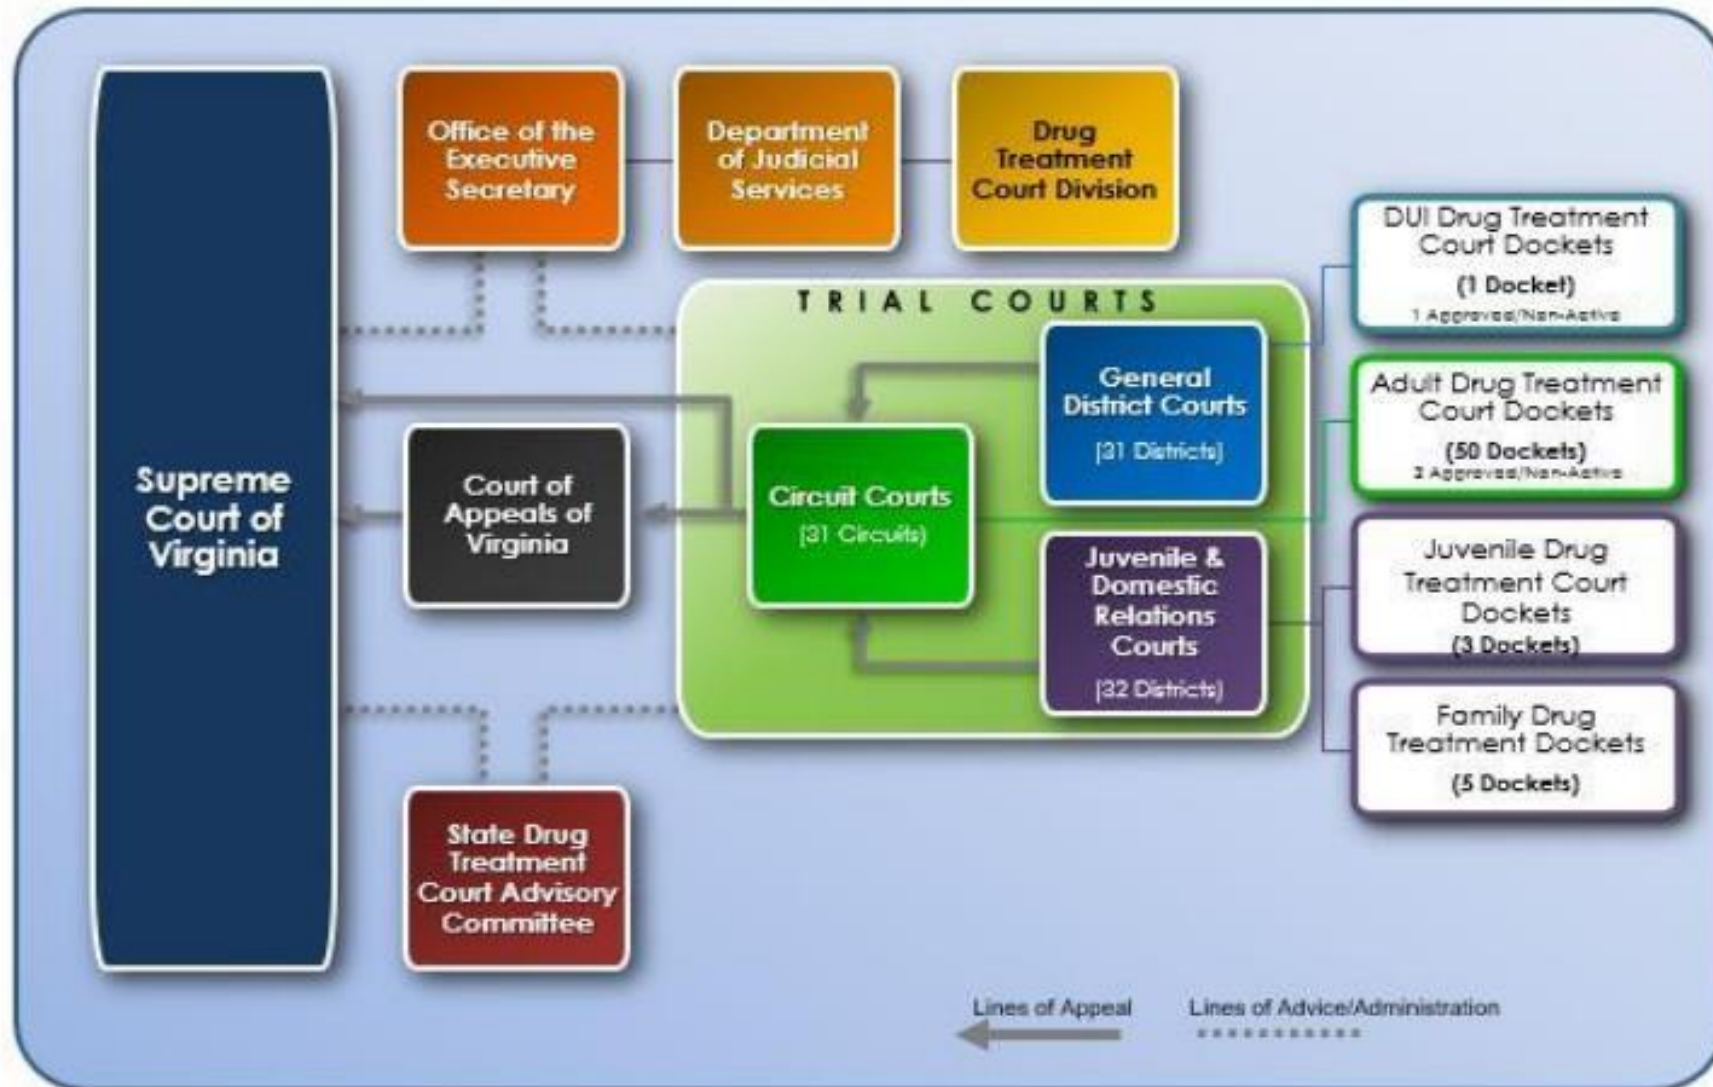 Supreme
Court of
Virginia
Office of the
Executive
Secretary
Department
of Judicial
Services
Drug
Treatment
Court Division
TRIAL COURTS
General
District Courts
(31 Districts)
Circuit Courts
(31 Circuits)
Juvenile &
Domestic
Relations
Courts
(32 Districts)
Court of
Appeals of
Virginia
State Drug
Treatment
Court Advisory
Committee
DUI Drug Treatment
Court Dockets
(1 Docket)
1 Approved/Non-Active
Adult Drug Treatment
Court Dockets
(50 Dockets)
Approved/Non-Active
Juvenile Drug
Treatment Court
Dockets
(3 Dockets)
Family Drug
Treatment Dockets
(5 Dockets)
Lines of Appeal
Lines of Advice/Administration